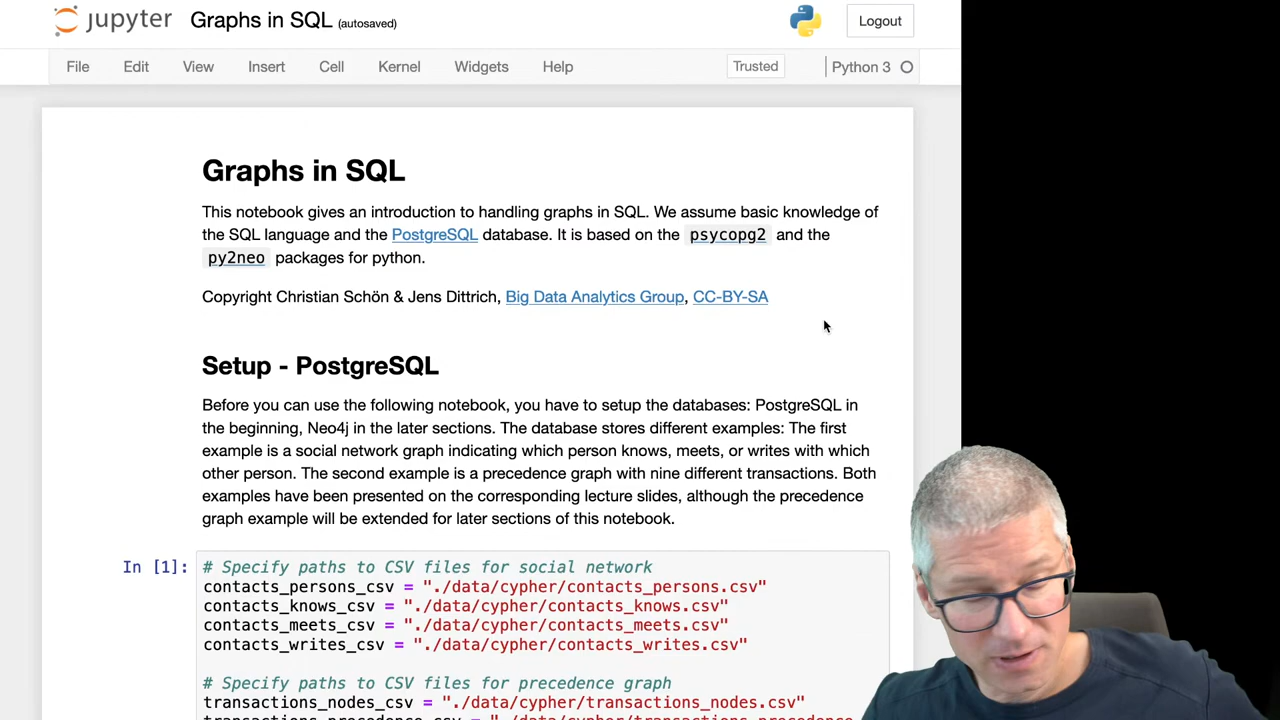 jupyter Graphs in SQL (autosaved)
Logout
File Edit View Insert Cell Kernel Widgets Help
Trusted
Python 3
Graphs in SQL
This notebook gives an introduction to handling graphs in SQL. We assume basic knowledge of
the SQL language and the PostgreSQL database. It is based on the psycopg2 and the
py2neo packages for python.
Copyright Christian Schön & Jens Dittrich, Big Data Analytics Group, CC-BY-SA
Setup - PostgreSQL
Before you can use the following notebook, you have to setup the databases: PostgreSQL in
the beginning, Neo4j in the later sections. The database stores different examples: The first
example is a social network graph indicating which person knows, meets, or writes with which
other person. The second example is a precedence graph with nine different transactions. Both
examples have been presented on the corresponding lecture slides, although the precedence
graph example will be extended for later sections of this notebook.
In [1]:
# Specify paths to CSV files for social network
contacts_persons_csv = "./data/cypher/contacts_persons.csv"
contacts_knows_csv = "./data/cypher/contacts_knows.csv"
contacts_meets_csv = "./data/cypher/contacts_meets.csv"
contacts_writes_csv = "./data/cypher/contacts_writes.csv"
# Specify paths to CSV files for precedence graph
transactions_nodes_csv = "./data/cypher/transactions_nodes.csv"